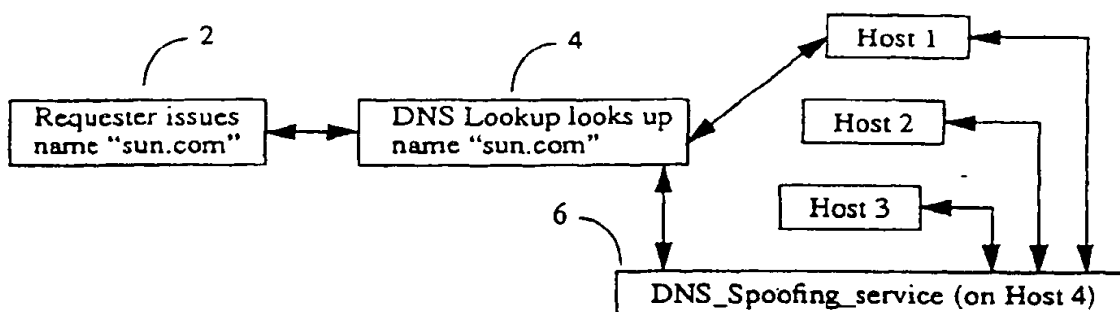 2
4
Host 1
Requester issues
name “sun.com”
DNS Lookup looks up
name “sun.com”
Host 2
Host 3
6
DNS_Spoofing_service (on Host 4)